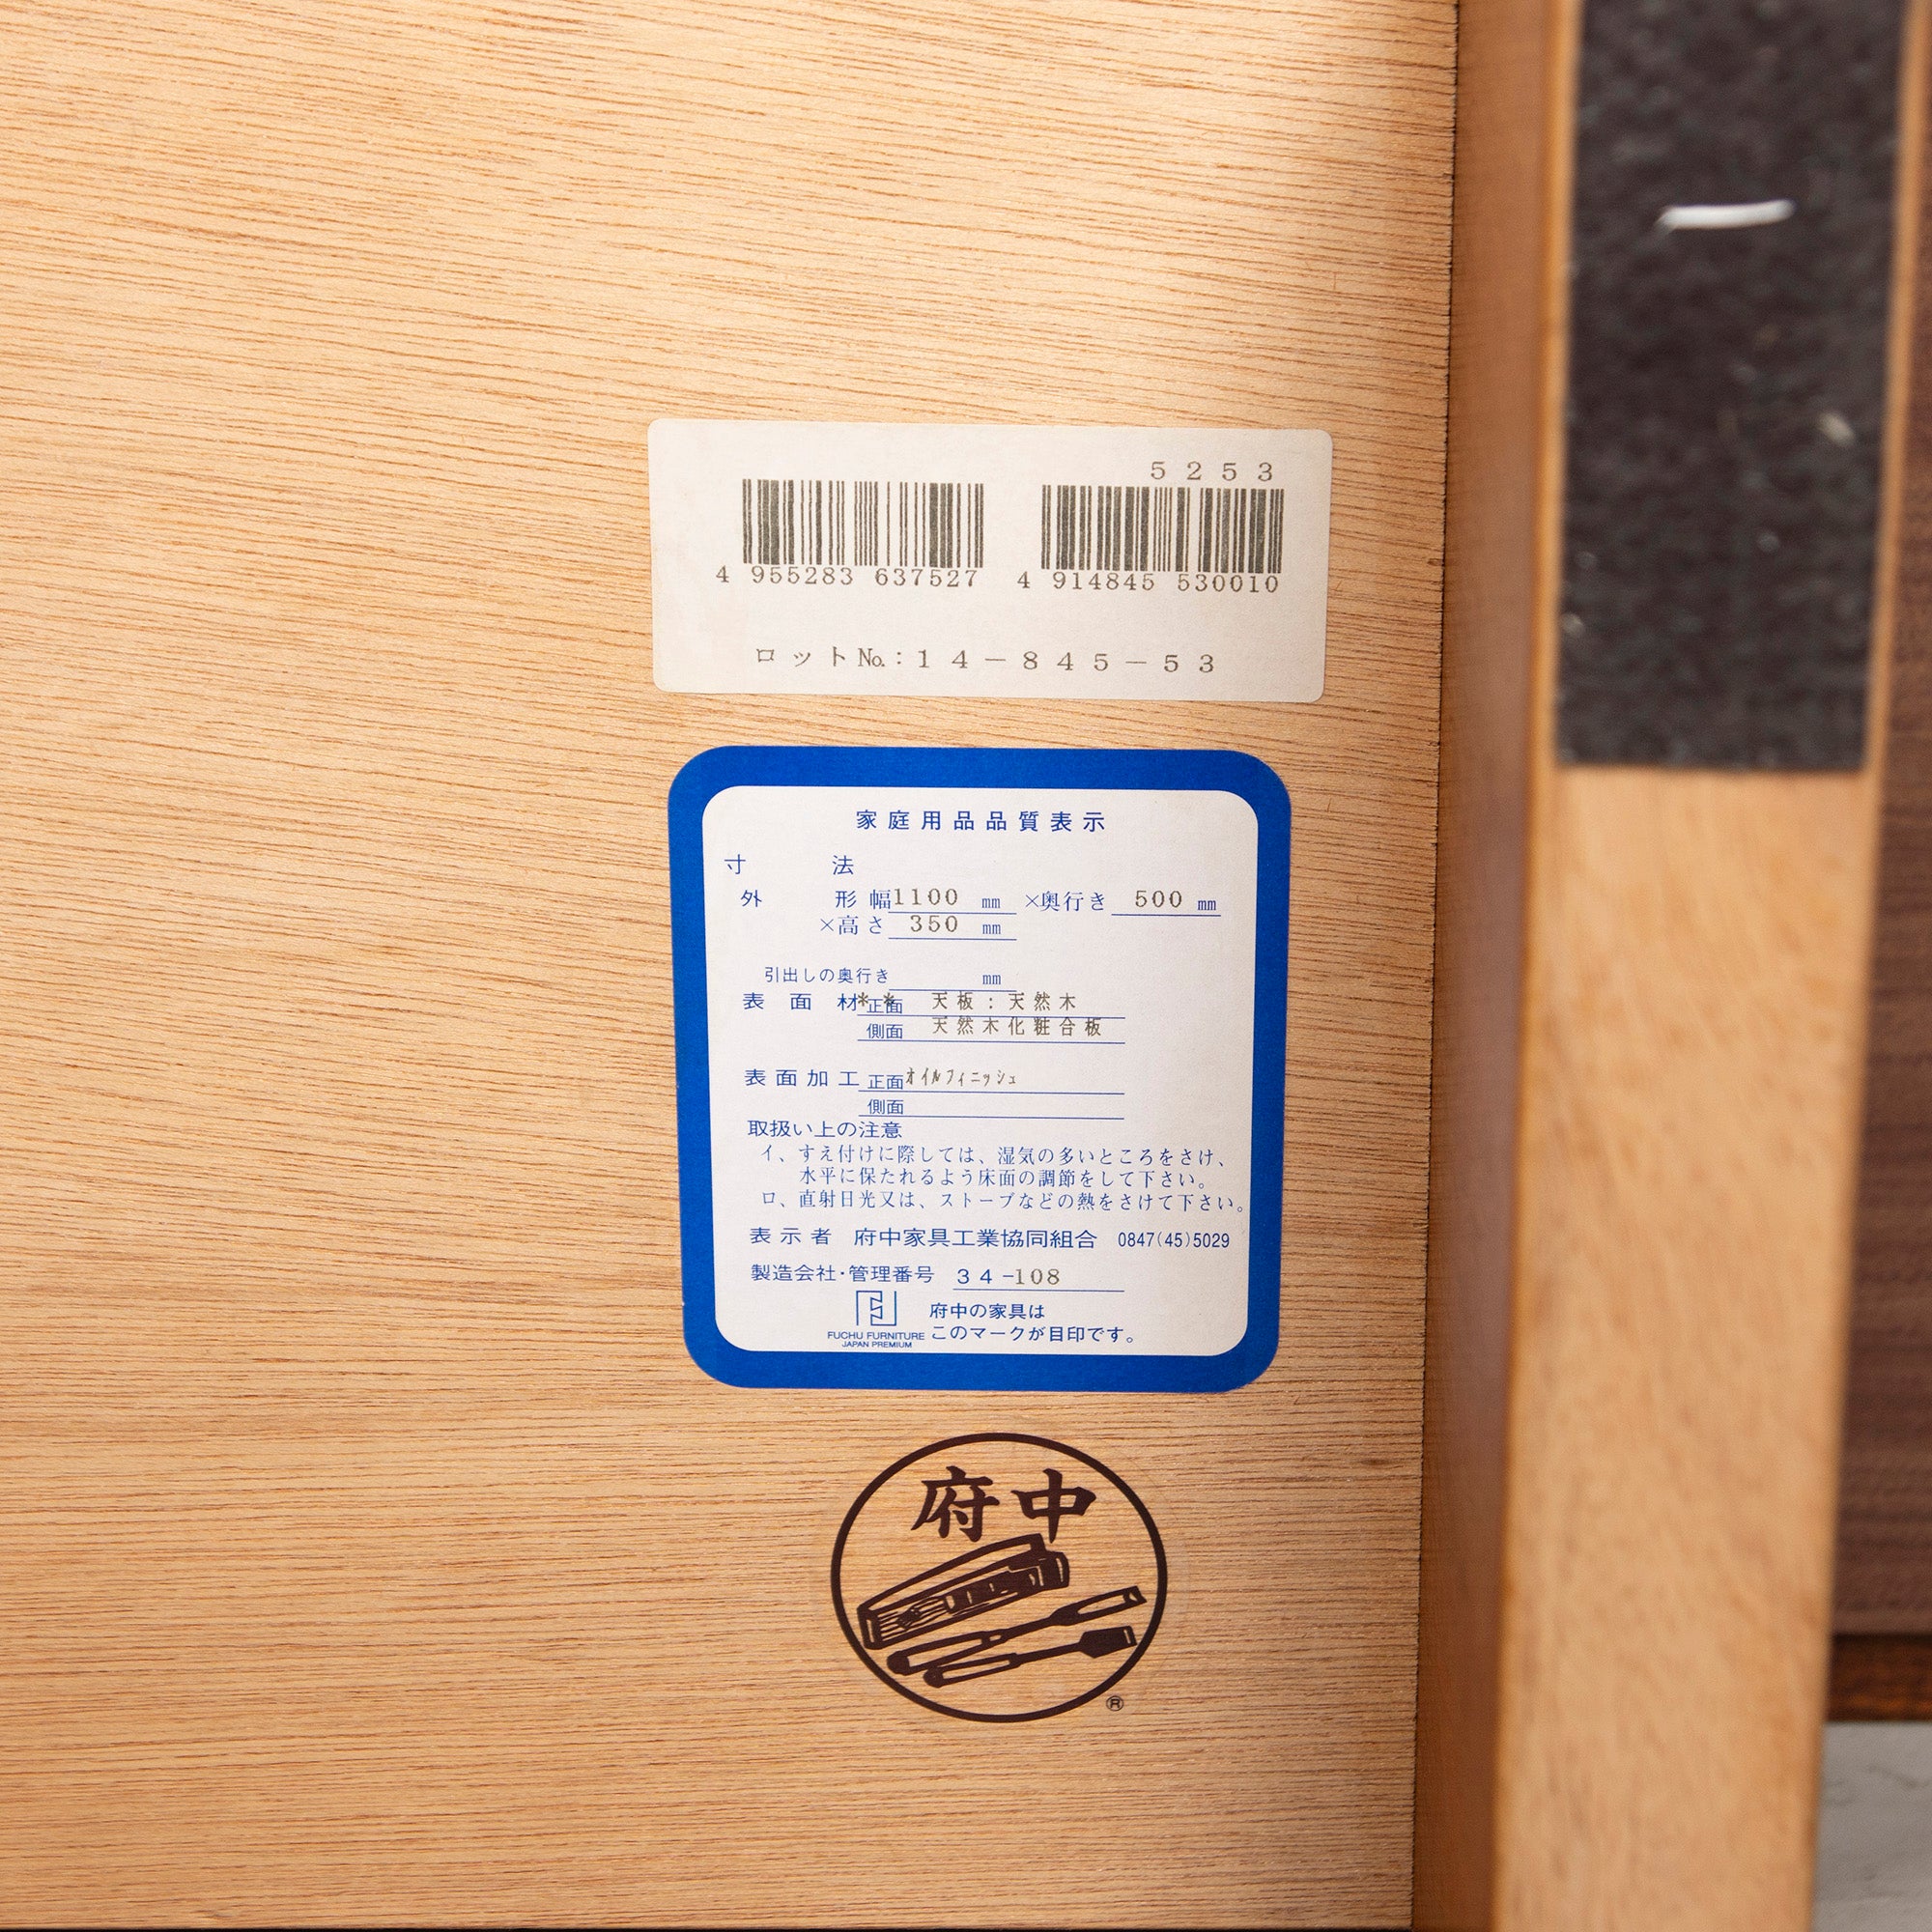 5253
4 955283 637527 4 914845 530010
ロットNo.:14-845-53
家庭用品品質表示
寸法
外形 幅1100 mm ×奥行き 500 mm
×高さ 350 mm
引出しの奥行き mm
表面材**正面 天板:天然木
側面 天然木化粧合板
表面加工 正面オイルフィニッシュ
側面
取扱い上の注意
イ、すえ付けに際しては、湿気の多いところをさけ、
水平に保たれるよう床面の調節をして下さい。
ロ、直射日光又は、ストーブなどの熱をさけて下さい。
表示者 府中家具工業協同組合 0847(45)5029
製造会社・管理番号 34-108
府中の家具は
FUCHU FURNITURE このマークが目印です。
JAPAN PREMIUM
府中
®